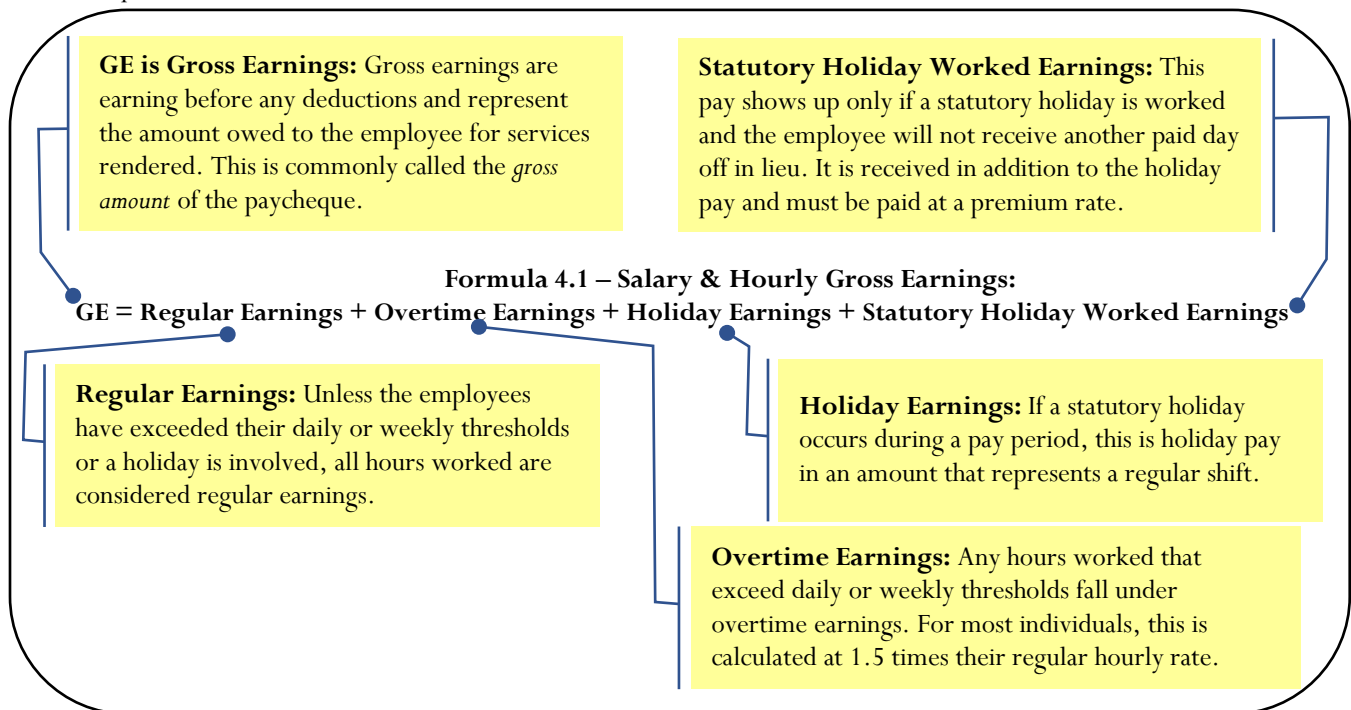 GE is Gross Earnings: Gross earnings are
earning before any deductions and represent
the amount owed to the employee for services
rendered. This is commonly called the gross
amount of the paycheque.
Statutory Holiday Worked Earnings: This
pay shows up only if a statutory holiday is worked
and the employee will not receive another paid day
off in lieu. It is received in addition to the holiday
pay and must be paid at a premium rate.
Formula 4.1 – Salary & Hourly Gross Earnings:
GE = Regular Earnings + Overtime Earnings + Holiday Earnings + Statutory Holiday Worked Earnings
Regular Earnings: Unless the employees
have exceeded their daily or weekly thresholds
or a holiday is involved, all hours worked are
considered regular earnings.
Holiday Earnings: If a statutory holiday
occurs during a pay period, this is holiday pay
in an amount that represents a regular shift.
Overtime Earnings: Any hours worked that
exceed daily or weekly thresholds fall under
overtime earnings. For most individuals, this is
calculated at 1.5 times their regular hourly rate.